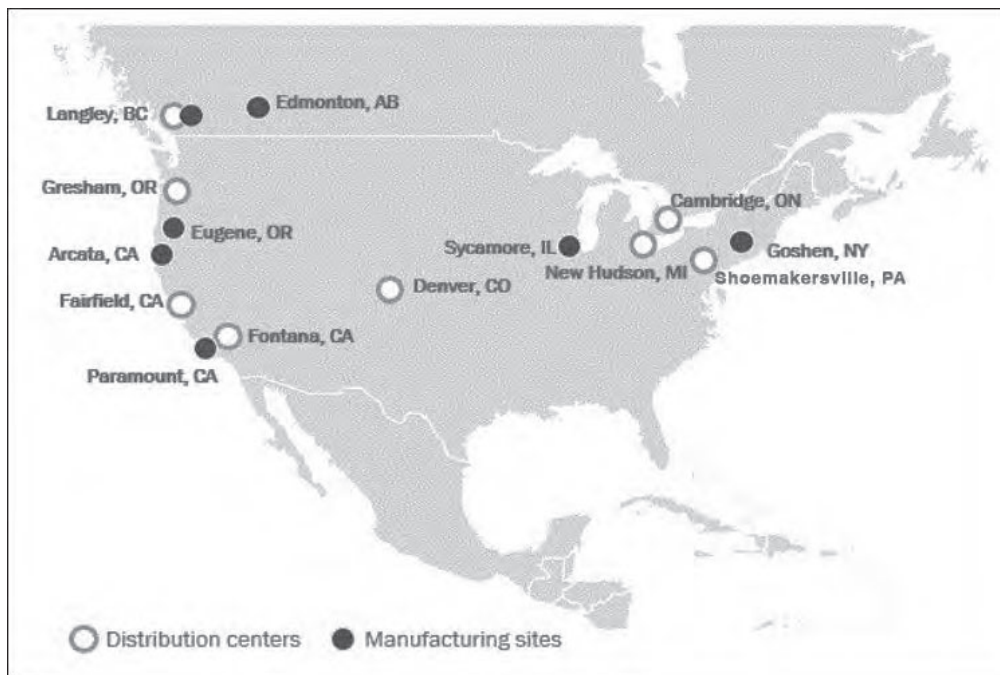 Edmonton, AB
Langley, BC
Gresham, OR
Cambridge, ON
Eugene, OR
Arcata, CA
Sycamore, IL
Goshen, NY
New Hudson, MI
Shoemakersville, PA
Denver, CO
Fairfield, CA
Fontana, CA
Paramount, CA
Distribution centers
Manufacturing sites